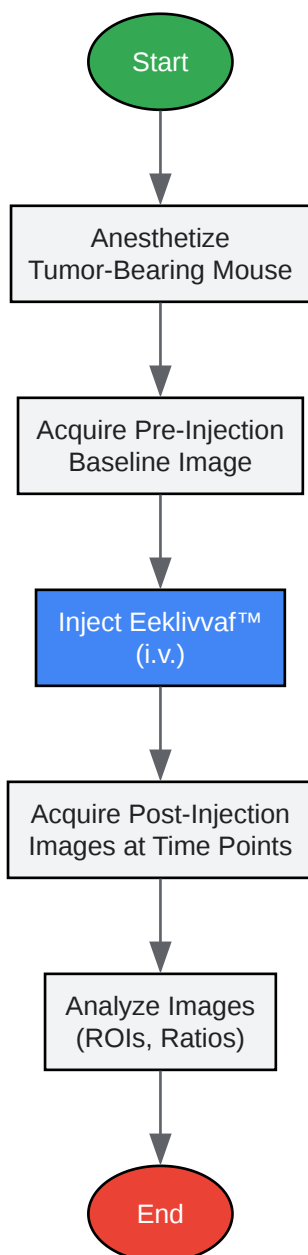 Start
Anesthetize
Tumor-Bearing Mouse
Acquire Pre-Injection
Baseline Image
Inject Eeklivvaf™
(i.v.)
Acquire Post-Injection
Images at Time Points
Analyze Images
(ROIs, Ratios)
End